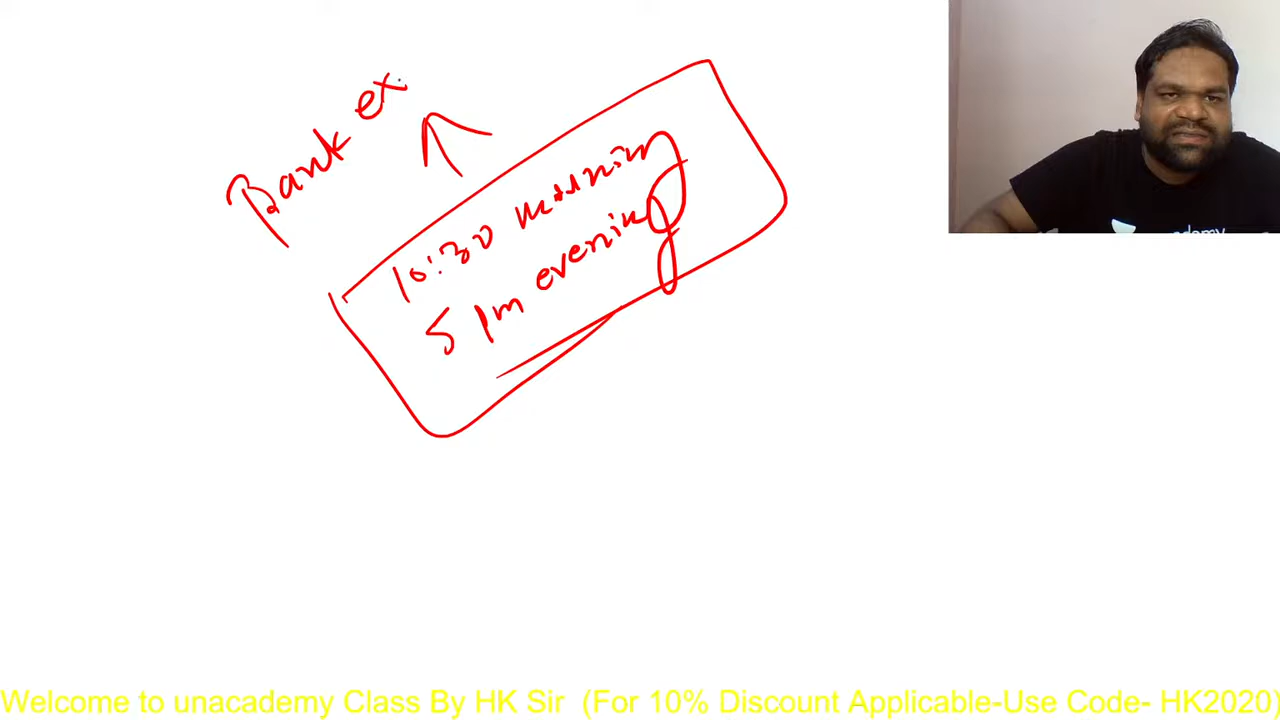 Bank ex
10:30 morning
5 pm evening
Welcome to unacademy Class By HK Sir (For 10% Discount Applicable-Use Code- HK2020)